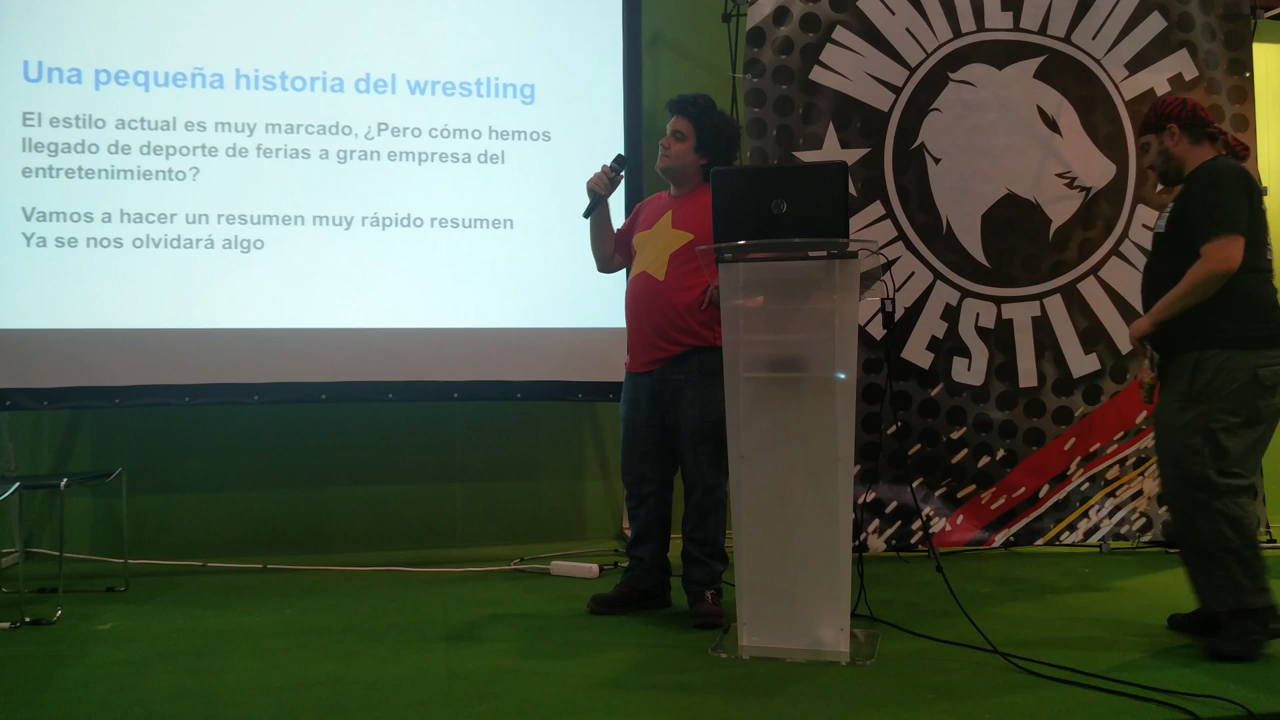 Una pequeña historia del wrestling
El estilo actual es muy marcado, ¿Pero cómo hemos
llegado de deporte de ferias a gran empresa del
entretenimiento?
Vamos a hacer un resumen muy rápido resumen
Ya se nos olvidará algo
WHITEWOLF
WRESTLING
hp